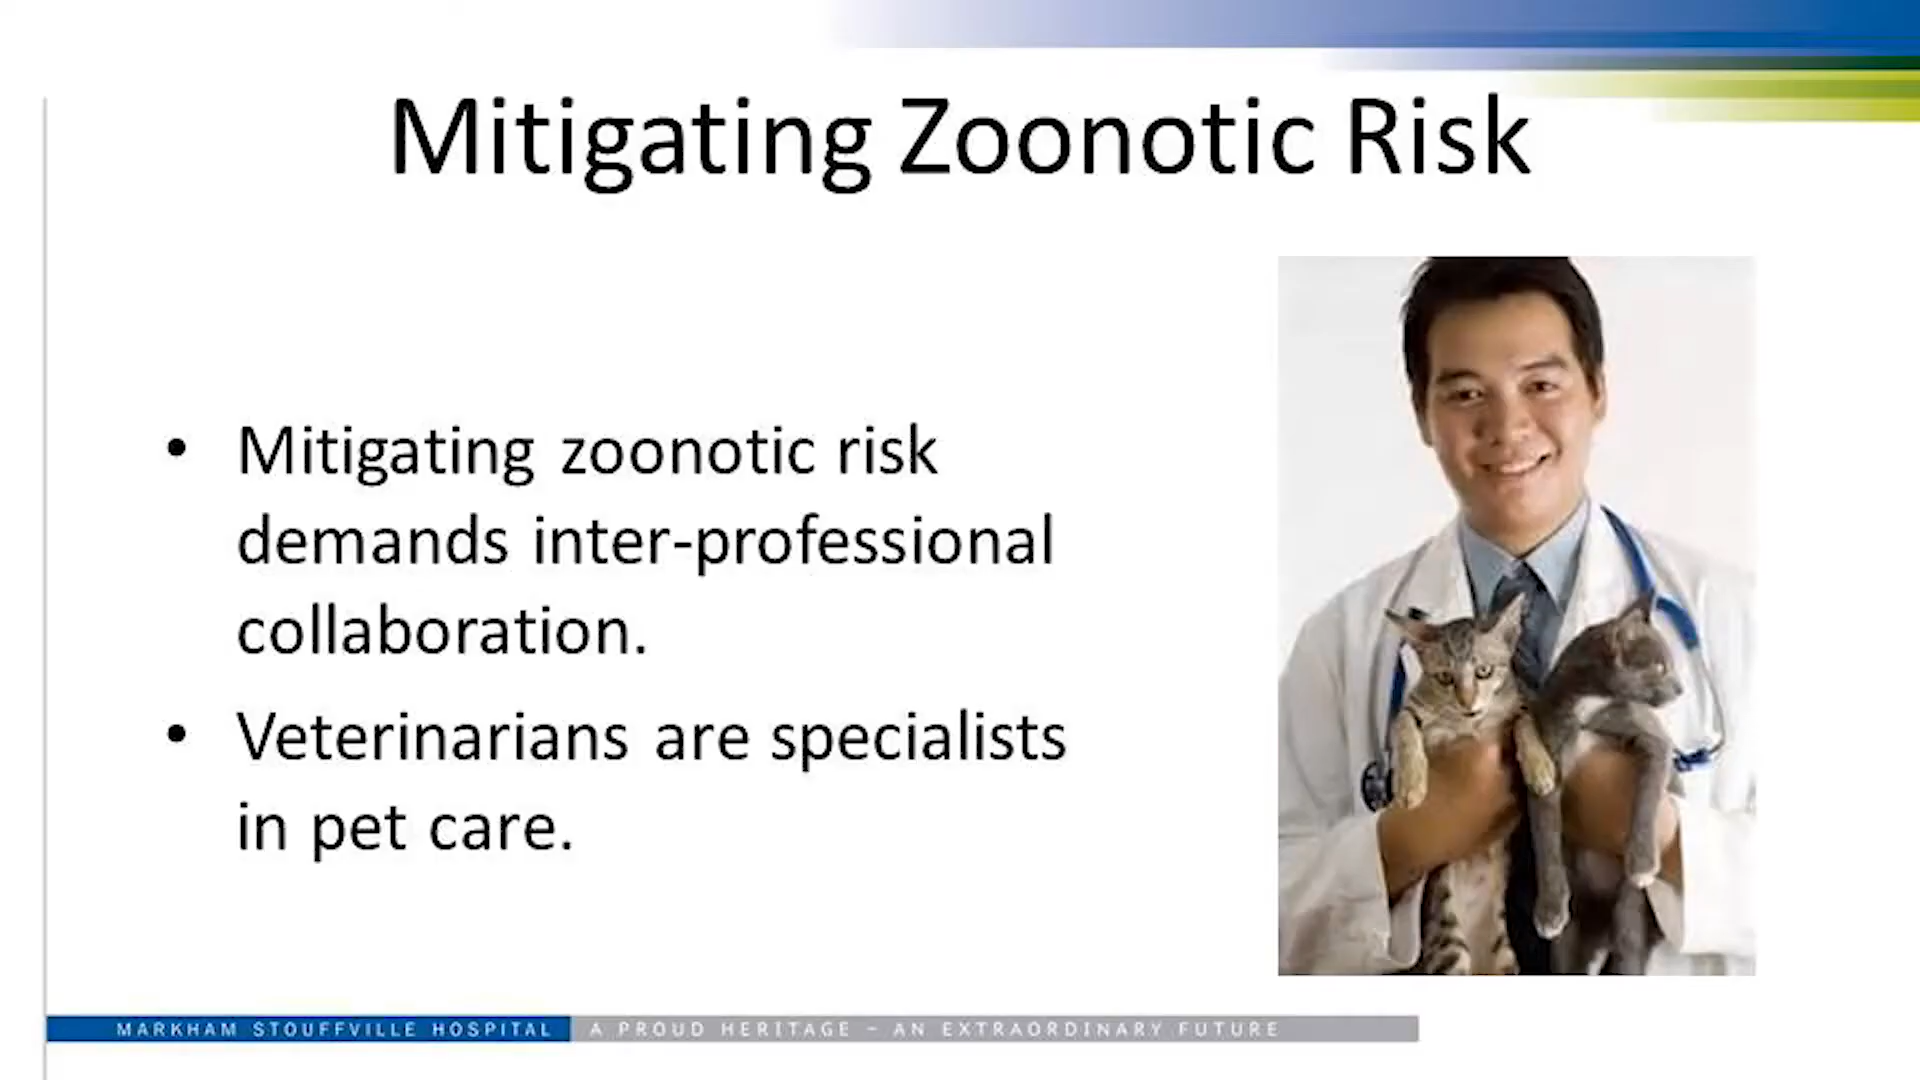 Mitigating Zoonotic Risk
• Mitigating zoonotic risk
demands inter-professional
collaboration.
• Veterinarians are specialists
in pet care.
MARKHAM STOUFFVILLE HOSPITAL A PROUD HERITAGE – AN EXTRAORDINARY FUTURE